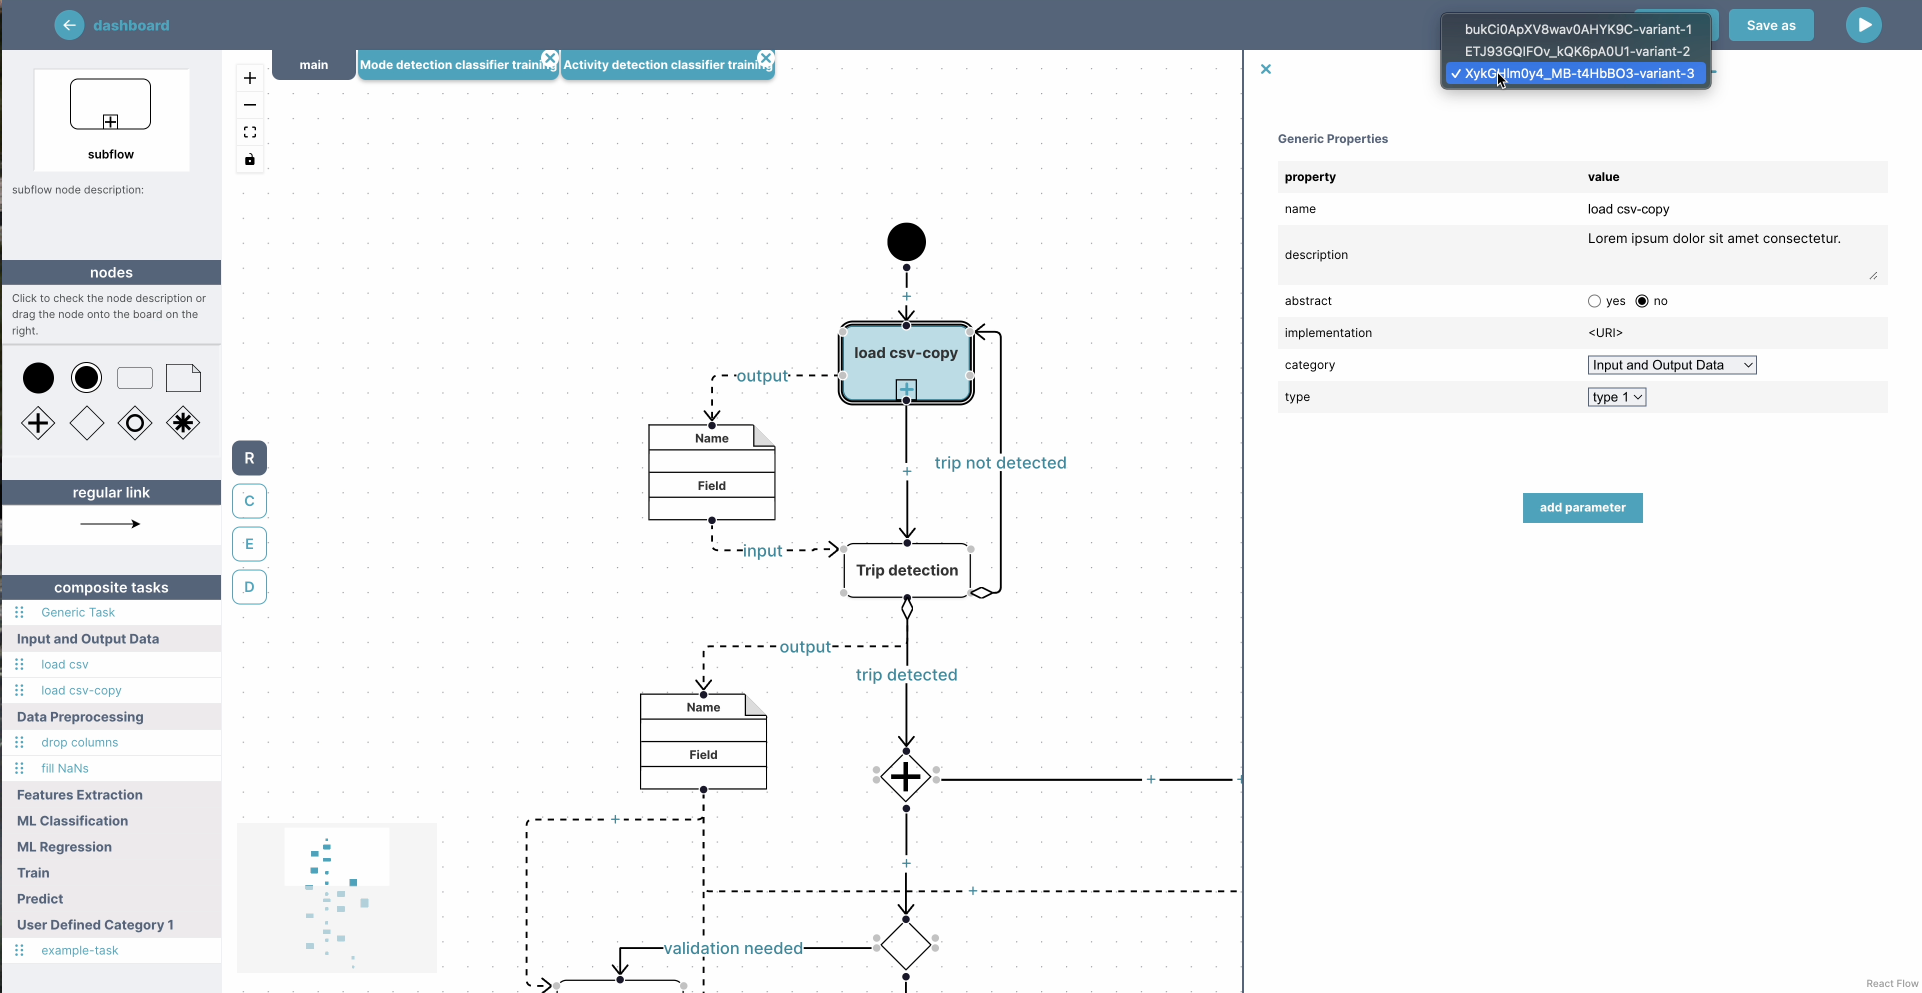 dashboard
bukCi0ApXV8wav0AHYK9C-variant-1
ETJ93GQIFOv_kQK6pA0U1-variant-2
-variant-3
Save as
main
Mode detection classifier training
Activity detection classifier training
subflow
subflow node description:
nodes
Click to check the node description or
drag the node onto the board on the
right.
regular link
composite tasks
Generic Task
Input and Output Data
load csv
load csv-copy
Data Preprocessing
drop columns
fill NaNs
Features Extraction
ML Classification
ML Regression
Train
Predict
User Defined Category 1
example-task
R
C
E
D
load csv-copy
output
Name
Field
trip not detected
input
Trip detection
output
trip detected
Name
Field
validation needed
Generic Properties
property value
name load csv-copy
description Lorem ipsum dolor sit amet consectetur.
abstract yes no
implementation <URI>
category Input and Output Data
type type 1
add parameter
React Flow